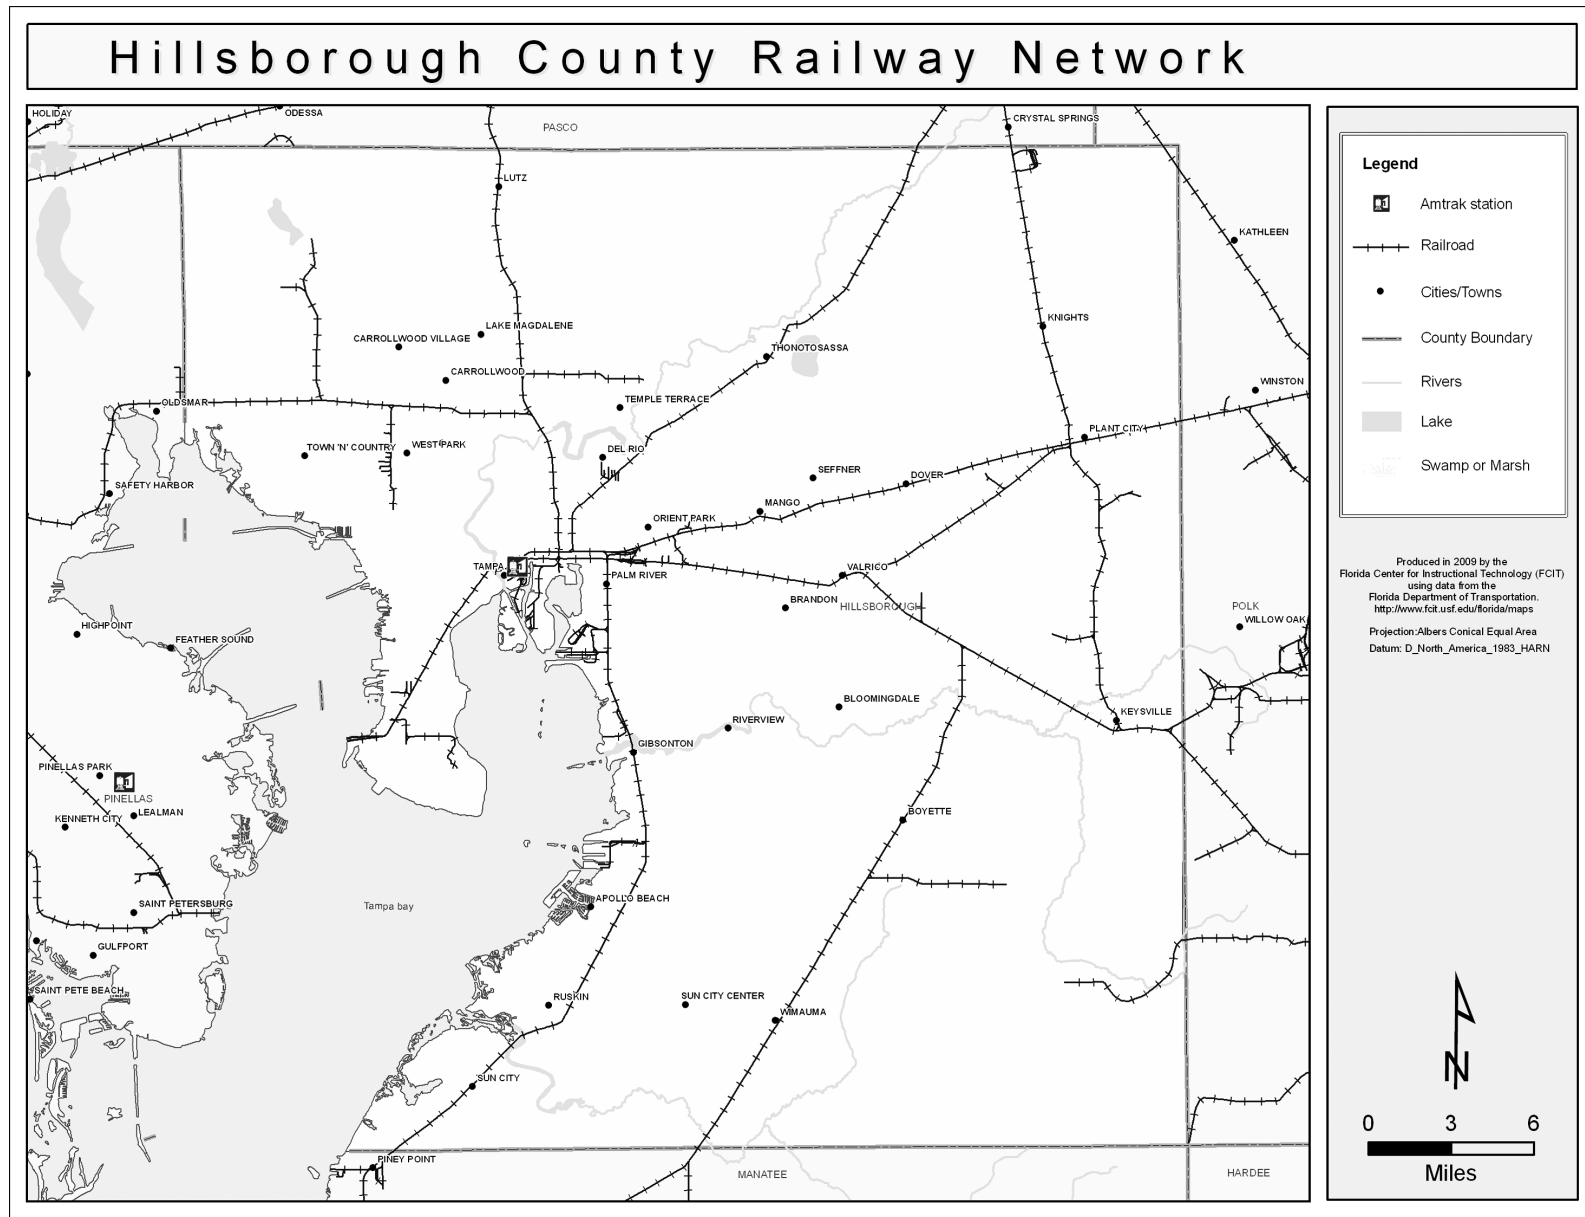 Hillsborough County Railway Network
HOLIDAY
ODESSA
PASCO
CRYSTAL SPRINGS
LUTZ
KATHLEEN
KNIGHTS
LAKE MAGDALENE
CARROLLWOOD VILLAGE
THONOTOSASSA
CARROLLWOOD
WINSTON
OLDSMAR
TEMPLE TERRACE
PLANT CITY
TOWN 'N' COUNTRY
WEST PARK
DEL RIO
SEFFNER
DOVER
SAFETY HARBOR
MANGO
ORIENT PARK
TAMPA
PALM RIVER
VALRICO
BRANDON
HILLSBOROUGH
POLK
WILLOW OAK
HIGHPOINT
FEATHER SOUND
BLOOMINGDALE
KEYSVILLE
RIVERVIEW
GIBSONTON
PINELLAS PARK
PINELLAS
LEALMAN
KENNETH CITY
BOYETTE
SAINT PETERSBURG
Tampa bay
APOLLO BEACH
GULFPORT
SAINT PETE BEACH
RUSKIN
SUN CITY CENTER
WIMAUMA
SUN CITY
PINEY POINT
MANATEE
HARDEE
Legend
Amtrak station
Railroad
Cities/Towns
County Boundary
Rivers
Lake
Swamp or Marsh
Produced in 2009 by the
Florida Center for Instructional Technology (FCIT)
using data from the
Florida Department of Transportation.
http://www.fcit.usf.edu/florida/maps
Projection:Albers Conical Equal Area
Datum: D_North_America_1983_HARN
N
0 3 6
Miles